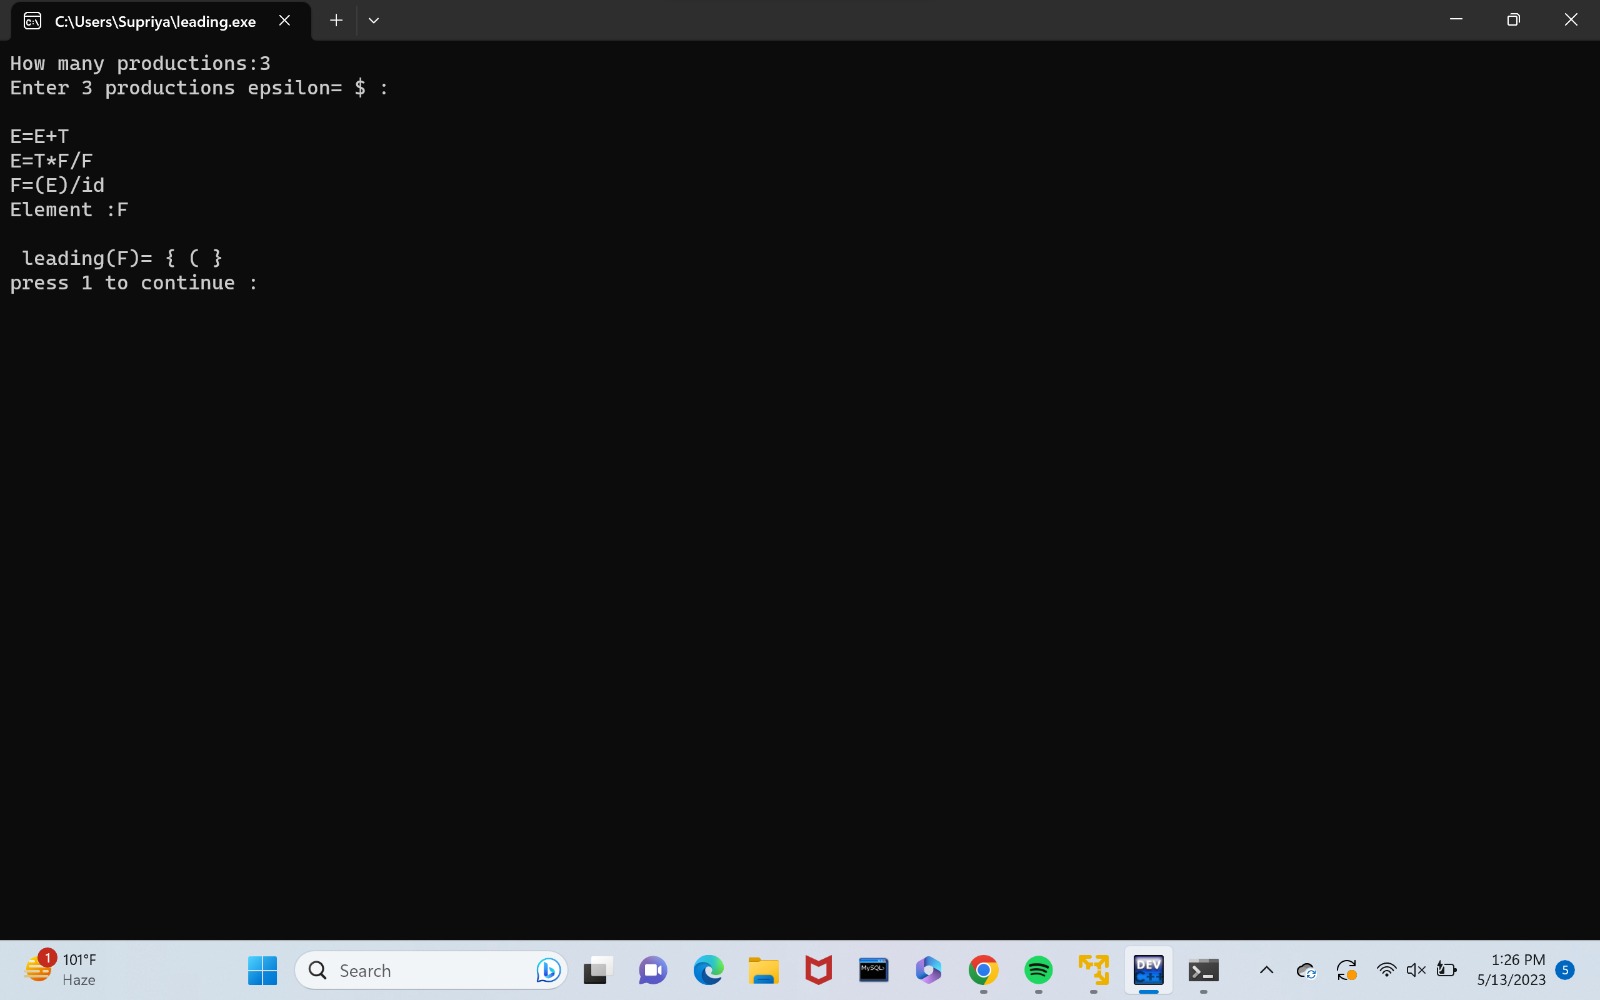 C:\Users\Supriya\leading.exe
How many productions:3
Enter 3 productions epsilon= $ :
E=E+T
E=T*F/F
F=(E)/id
Element :F
leading(F)= { ( }
press 1 to continue :
1
101°F
Haze
Search
MySQL
DEV
C++
1:26 PM
5/13/2023
5